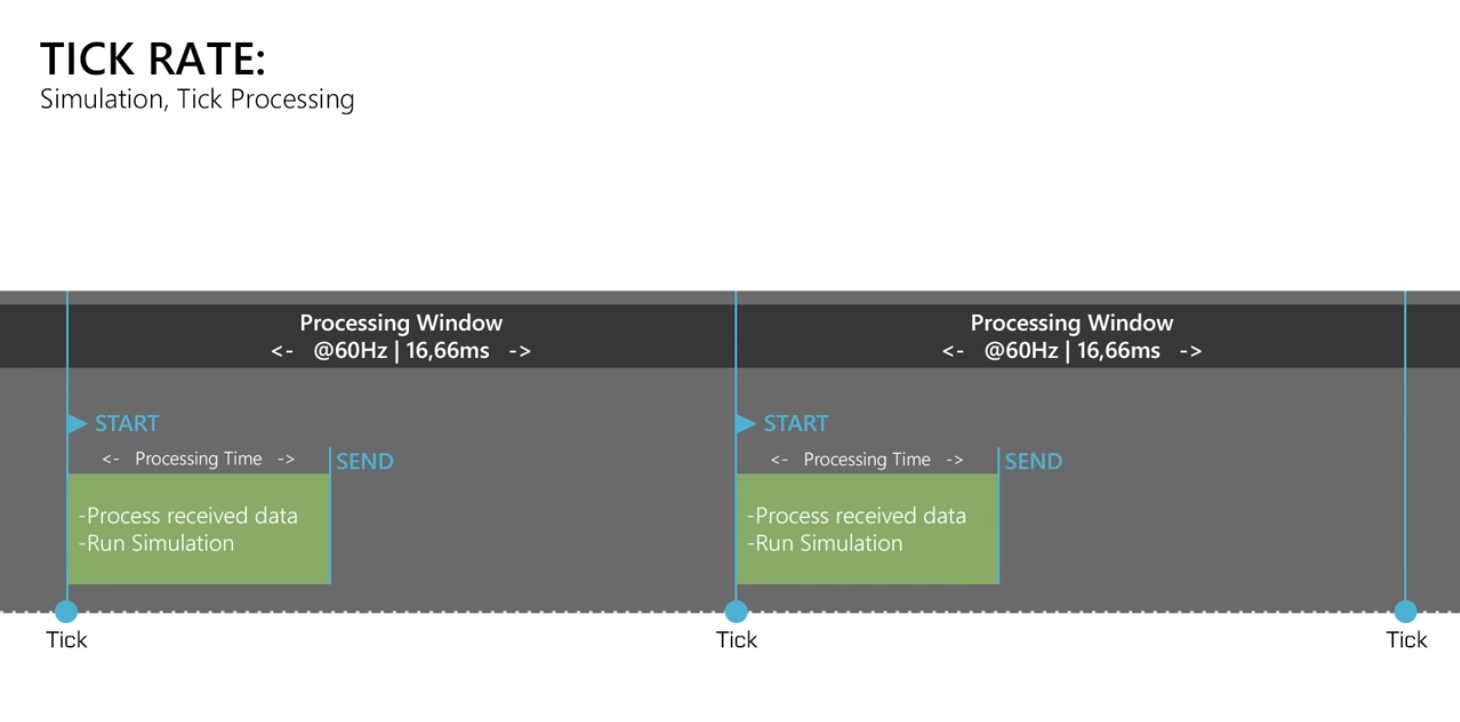 TICK RATE:
Simulation, Tick Processing
Processing Window
<- @60Hz | 16,66ms ->
Processing Window
<- @60Hz | 16,66ms ->
START
<- Processing Time ->
SEND
-Process received data
-Run Simulation
START
<- Processing Time ->
SEND
-Process received data
-Run Simulation
Tick
Tick
Tick